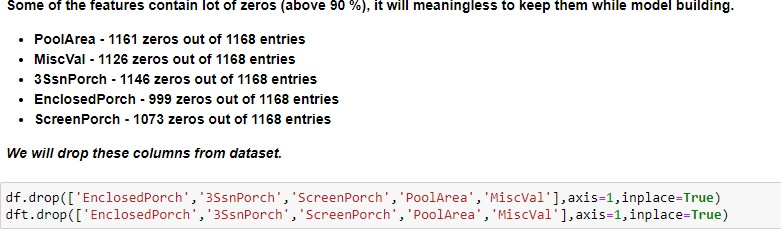 Some of the features contain lot of zeros (above 90 %), it will meaningless to keep them while model building.
• PoolArea - 1161 zeros out of 1168 entries
• MiscVal - 1126 zeros out of 1168 entries
• 3SsnPorch - 1146 zeros out of 1168 entries
• EnclosedPorch - 999 zeros out of 1168 entries
• ScreenPorch - 1073 zeros out of 1168 entries
We will drop these columns from dataset.
df.drop(['EnclosedPorch','3SsnPorch','ScreenPorch','PoolArea','MiscVal'],axis=1,inplace=True)
dft.drop(['EnclosedPorch','3SsnPorch','ScreenPorch','PoolArea','MiscVal'],axis=1,inplace=True)